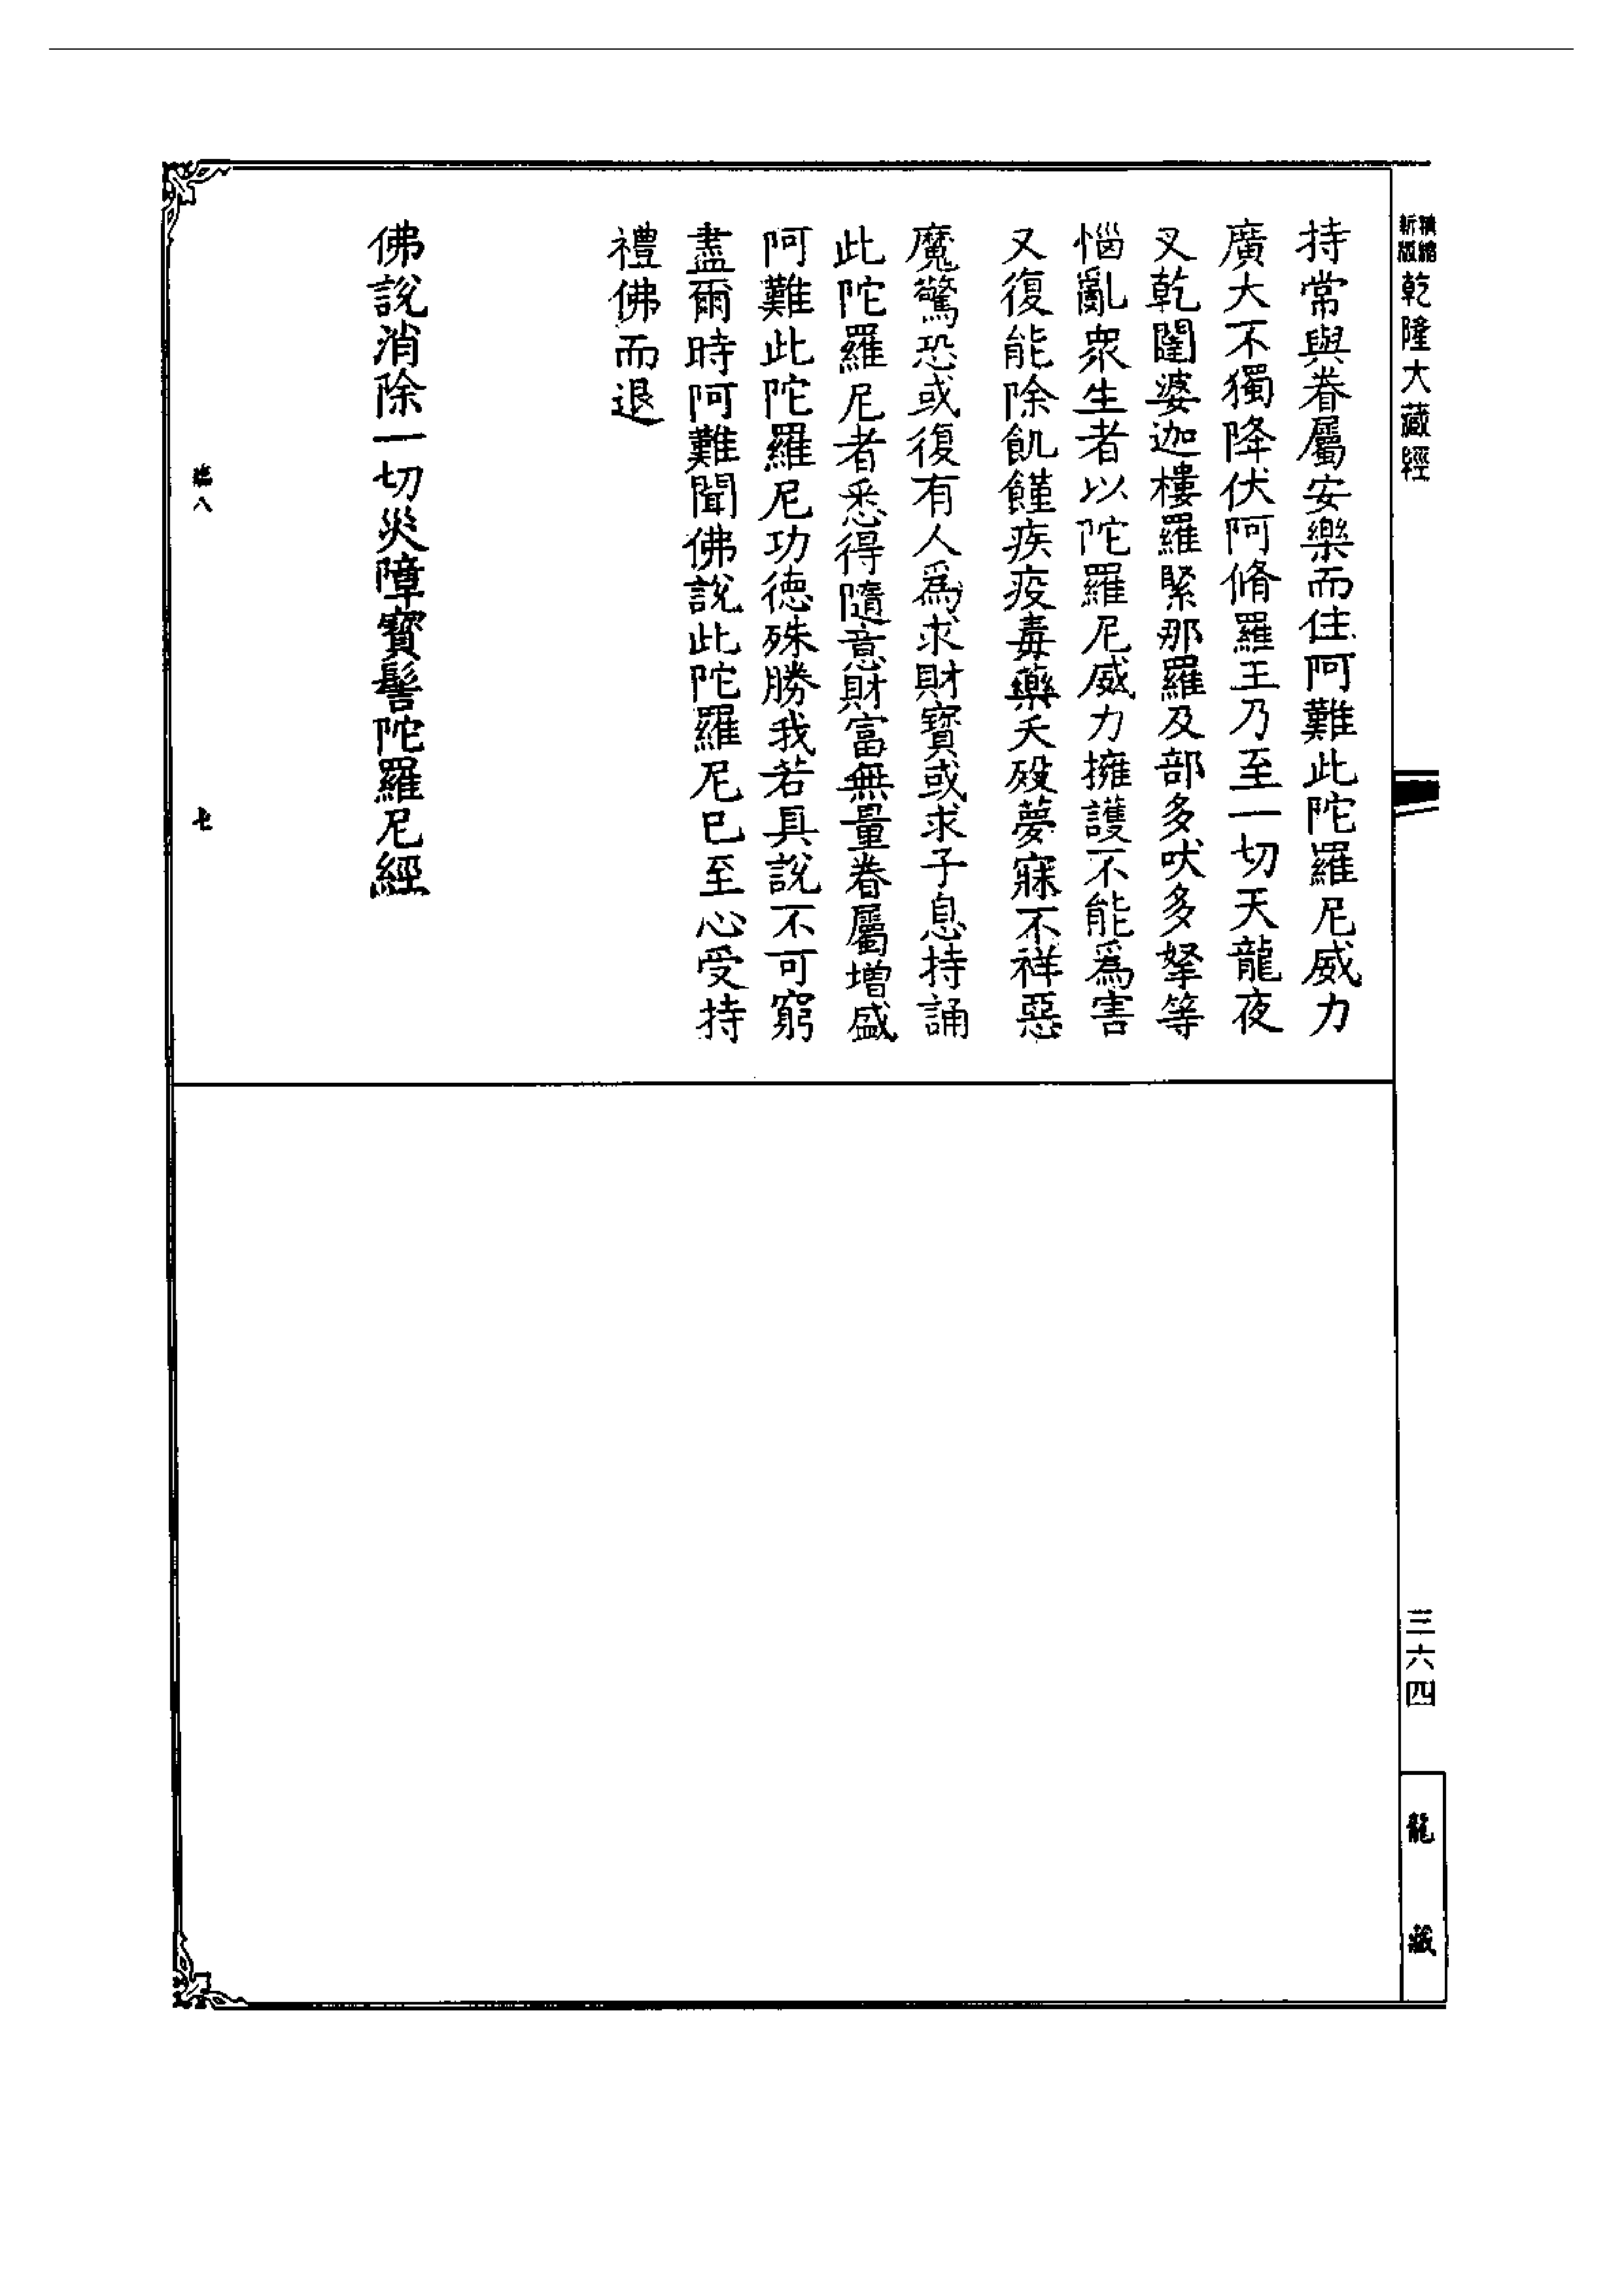 新版精縮
乾隆大藏經
三六四
龍藏
持常與眷屬安樂而住阿難此陀羅尼威力
廣大不獨降伏阿脩羅王乃至一切天龍夜
叉乾闥婆迦樓羅緊那羅及部多吠多拏等
惱亂衆生者以陀羅尼威力擁護不能爲害
又復能除飢饉疾疫毒藥夭殁夢寐不祥惡
魔驚恐或復有人爲求財寶或求子息持誦
此陀羅尼者悉得隨意財富無量眷屬增盛
阿難此陀羅尼功德殊勝我若具說不可窮
盡爾時阿難聞佛說此陀羅尼已至心受持
禮佛而退
佛說消除一切災障寶髻陀羅尼經
八
七